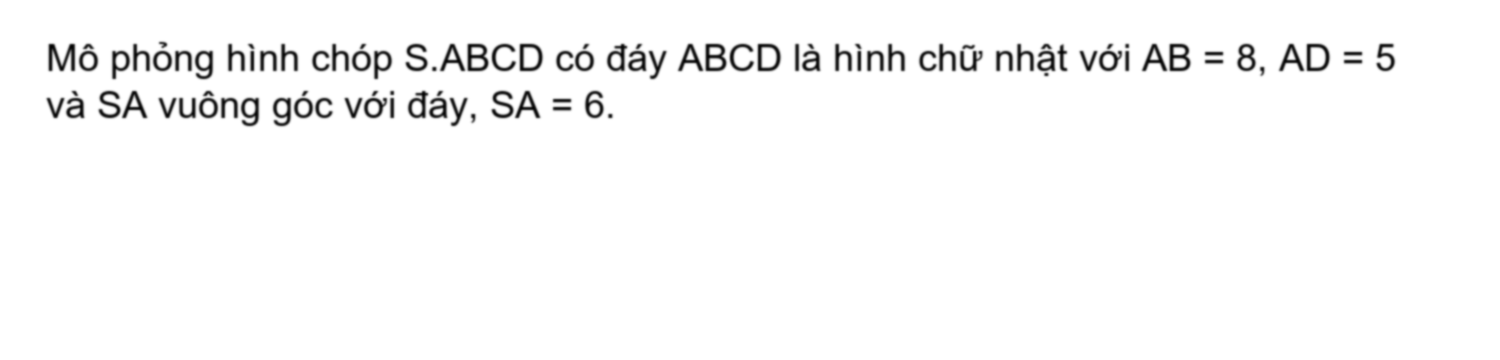 Mô phỏng hình chóp S.ABCD có đáy ABCD là hình chữ nhật với AB = 8, AD = 5
và SA vuông góc với đáy, SA = 6.